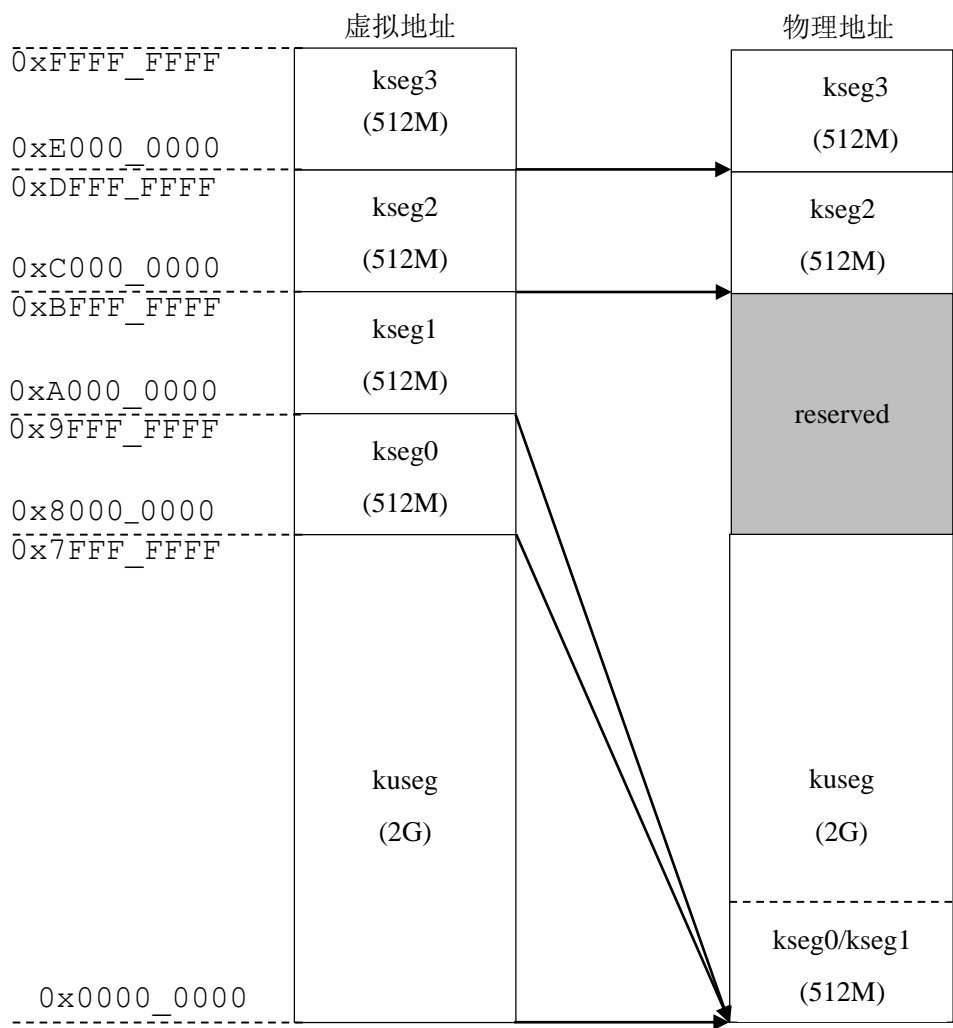 虚拟地址
物理地址
0xFFFF_FFFF
kseg3
(512M)
kseg3
(512M)
0xE000_0000
0xDFFF_FFFF
kseg2
(512M)
kseg2
(512M)
0xC000_0000
0xBFFF_FFFF
kseg1
(512M)
reserved
0xA000_0000
0x9FFF_FFFF
kseg0
(512M)
0x8000_0000
0x7FFF_FFFF
kuseg
(2G)
kuseg
(2G)
kseg0/kseg1
(512M)
0x0000_0000